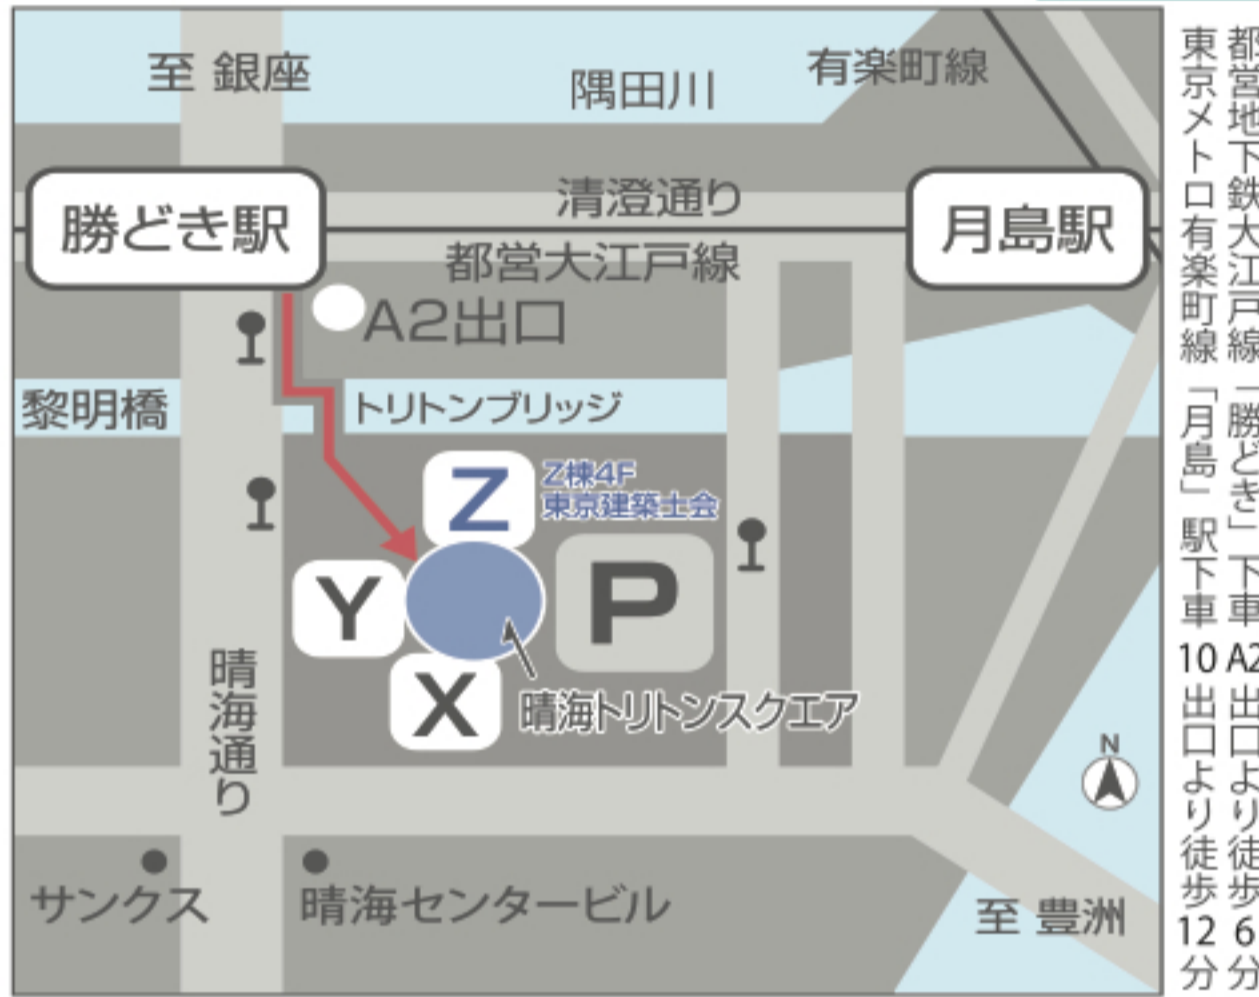 至 銀座
隅田川
有楽町線
清澄通り
勝どき駅
月島駅
都営大江戸線
A2出口
黎明橋
トリトンブリッジ
Z
Z棟4F
東京建築士会
Y
P
X
晴海トリトンスクエア
晴海通り
N
サンクス
晴海センタービル
至 豊洲
都営地下鉄大江戸線「勝どき」下車A2出口より徒歩6分
東京メトロ有楽町線「月島」駅下車10出口より徒歩12分